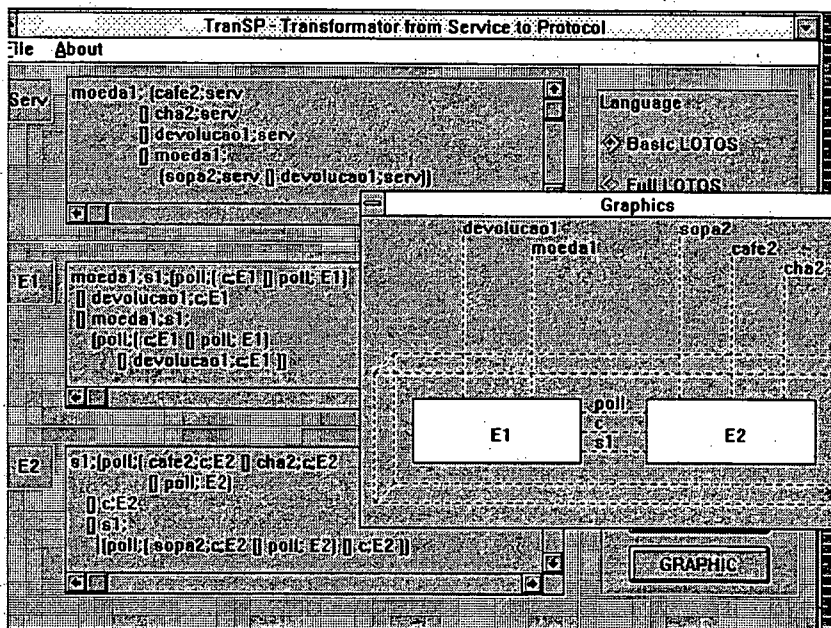 TranSP - Transformator from Service to Protocol
File About
Serv
moeda1; (cafe2;serv
[] cha2;serv
[] devolucao1;serv
[] moeda1;
(sopa2;serv [] devolucao1;serv))
Language
Basic LOTOS
Full LOTOS
Graphics
devolucao1
moeda1
sopa2
cafe2
cha2
E1
moeda1;s1;(poll;( c;E1 [] poll; E1)
[] devolucao1;c;E1
[] moeda1;s1;
(poll;( c;E1 [] poll; E1)
[] devolucao1;c;E1 ))
E1
poll
c
s1
E2
E2
s1;(poll;( cafe2;c;E2 [] cha2;c;E2
[] poll; E2)
[] c;E2
[] s1;
(poll;( sopa2;c;E2 [] poll; E2) [] c;E2 ))
GRAPHIC